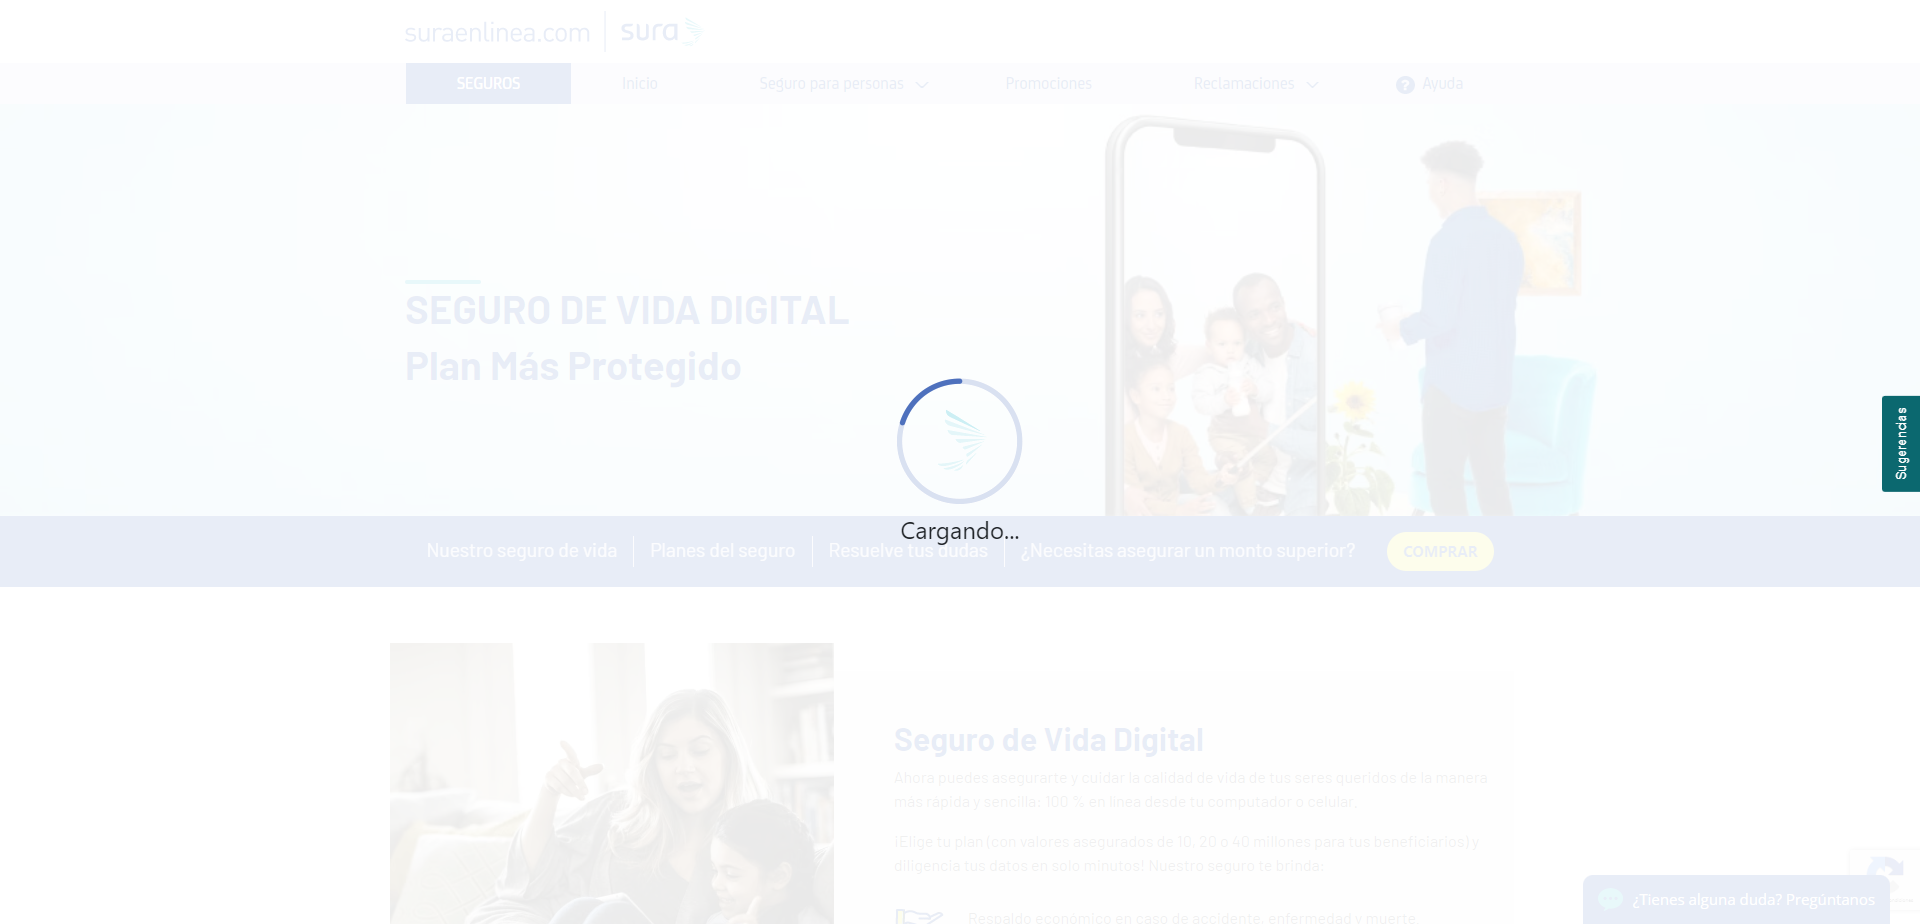 suraenlinea.com
sura
SEGUROS
Inicio
Seguro para personas
Promociones
Reclamaciones
Ayuda
SEGURO DE VIDA DIGITAL
Plan Más Protegido
Cargando...
Sugerencias
Nuestro seguro de vida
Planes del seguro
Resuelve tus dudas
¿Necesitas asegurar un monto superior?
COMPRAR
Seguro de Vida Digital
Ahora puedes asegurarte y cuidar la calidad de vida de tus seres queridos de la manera
más rápida y sencilla: 100 % en línea desde tu computador o celular.
¡Elige tu plan (con valores asegurados de 10, 20 o 40 millones para tus beneficiarios) y
diligencia tus datos en solo minutos! Nuestro seguro te brinda:
Respaldo económico en caso de accidente, enfermedad y muerte.
¿Tienes alguna duda? Pregúntanos